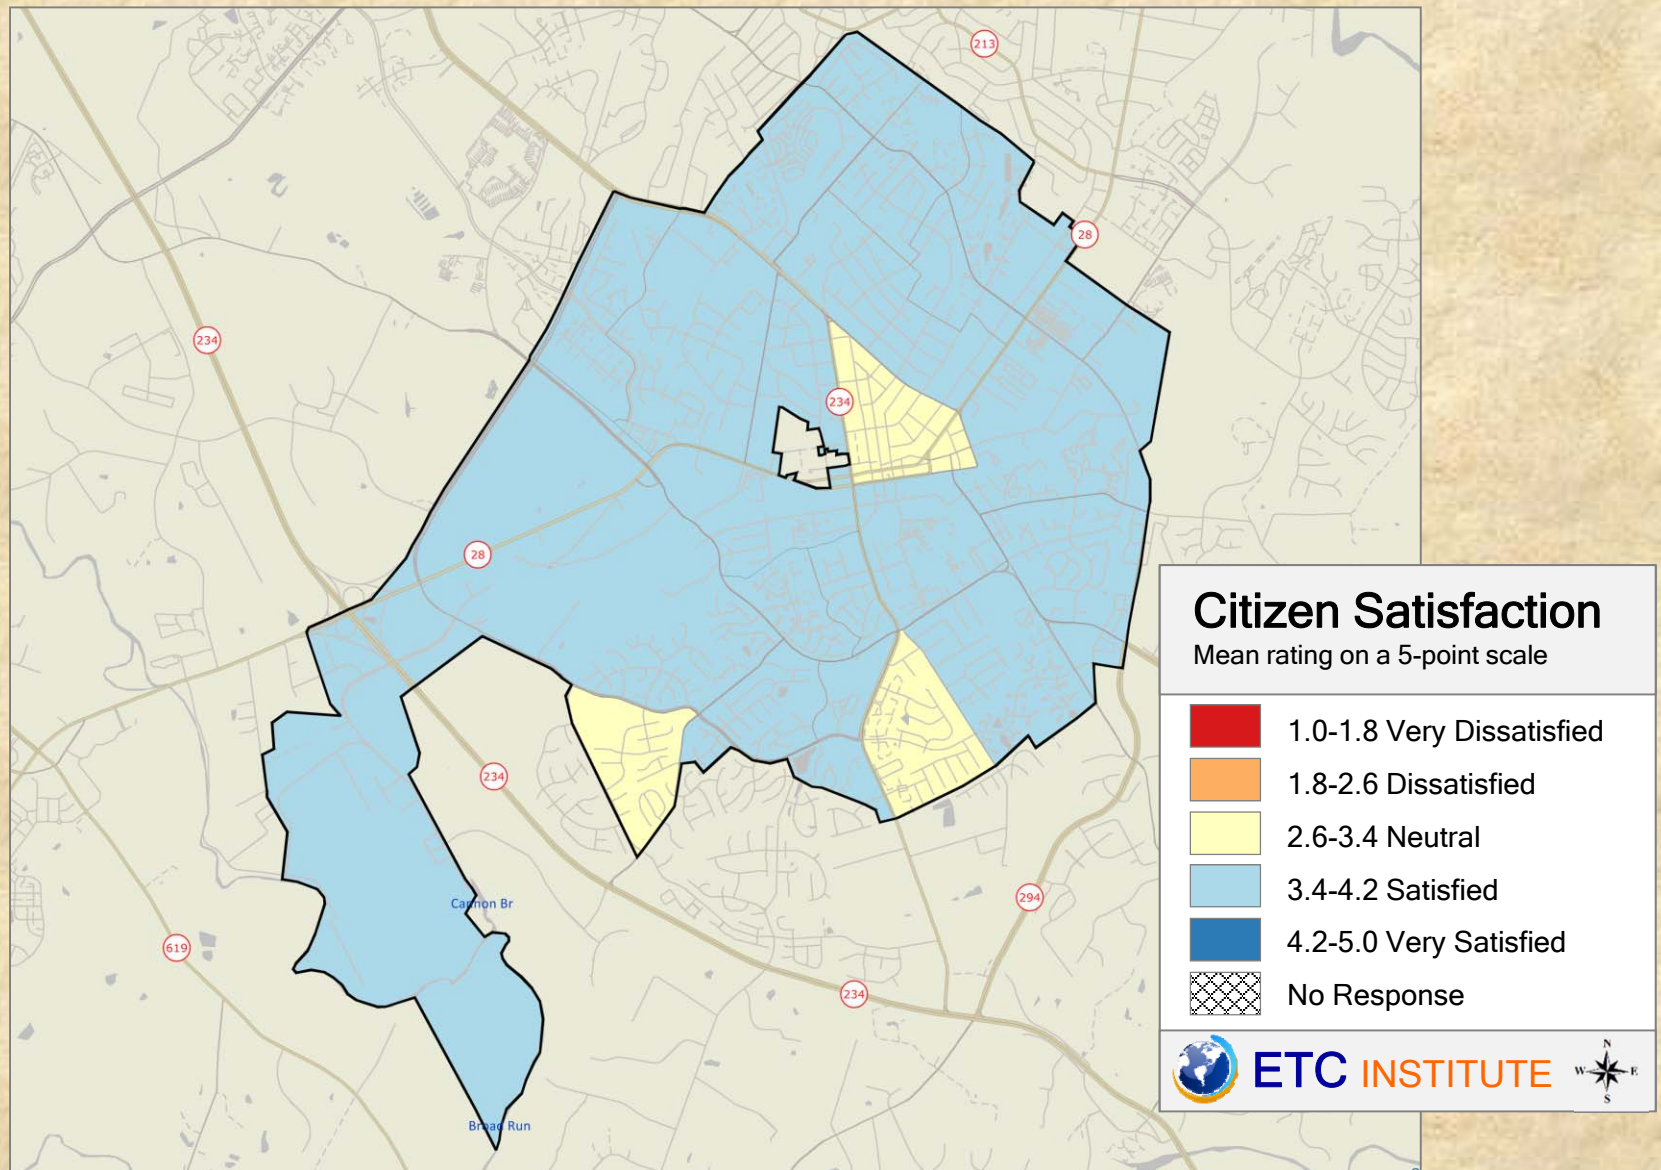 213
28
234
234
28
234
294
Cannon Br
619
234
Broad Run
Citizen Satisfaction
Mean rating on a 5-point scale
1.0-1.8 Very Dissatisfied
1.8-2.6 Dissatisfied
2.6-3.4 Neutral
3.4-4.2 Satisfied
4.2-5.0 Very Satisfied
No Response
ETC INSTITUTE
N
W E
S